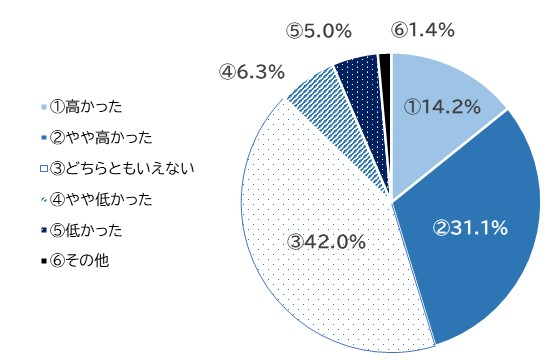 ①高かった
②やや高かった
③どちらともいえない
④やや低かった
⑤低かった
⑥その他
⑥1.4%
⑤5.0%
④6.3%
①14.2%
②31.1%
③42.0%